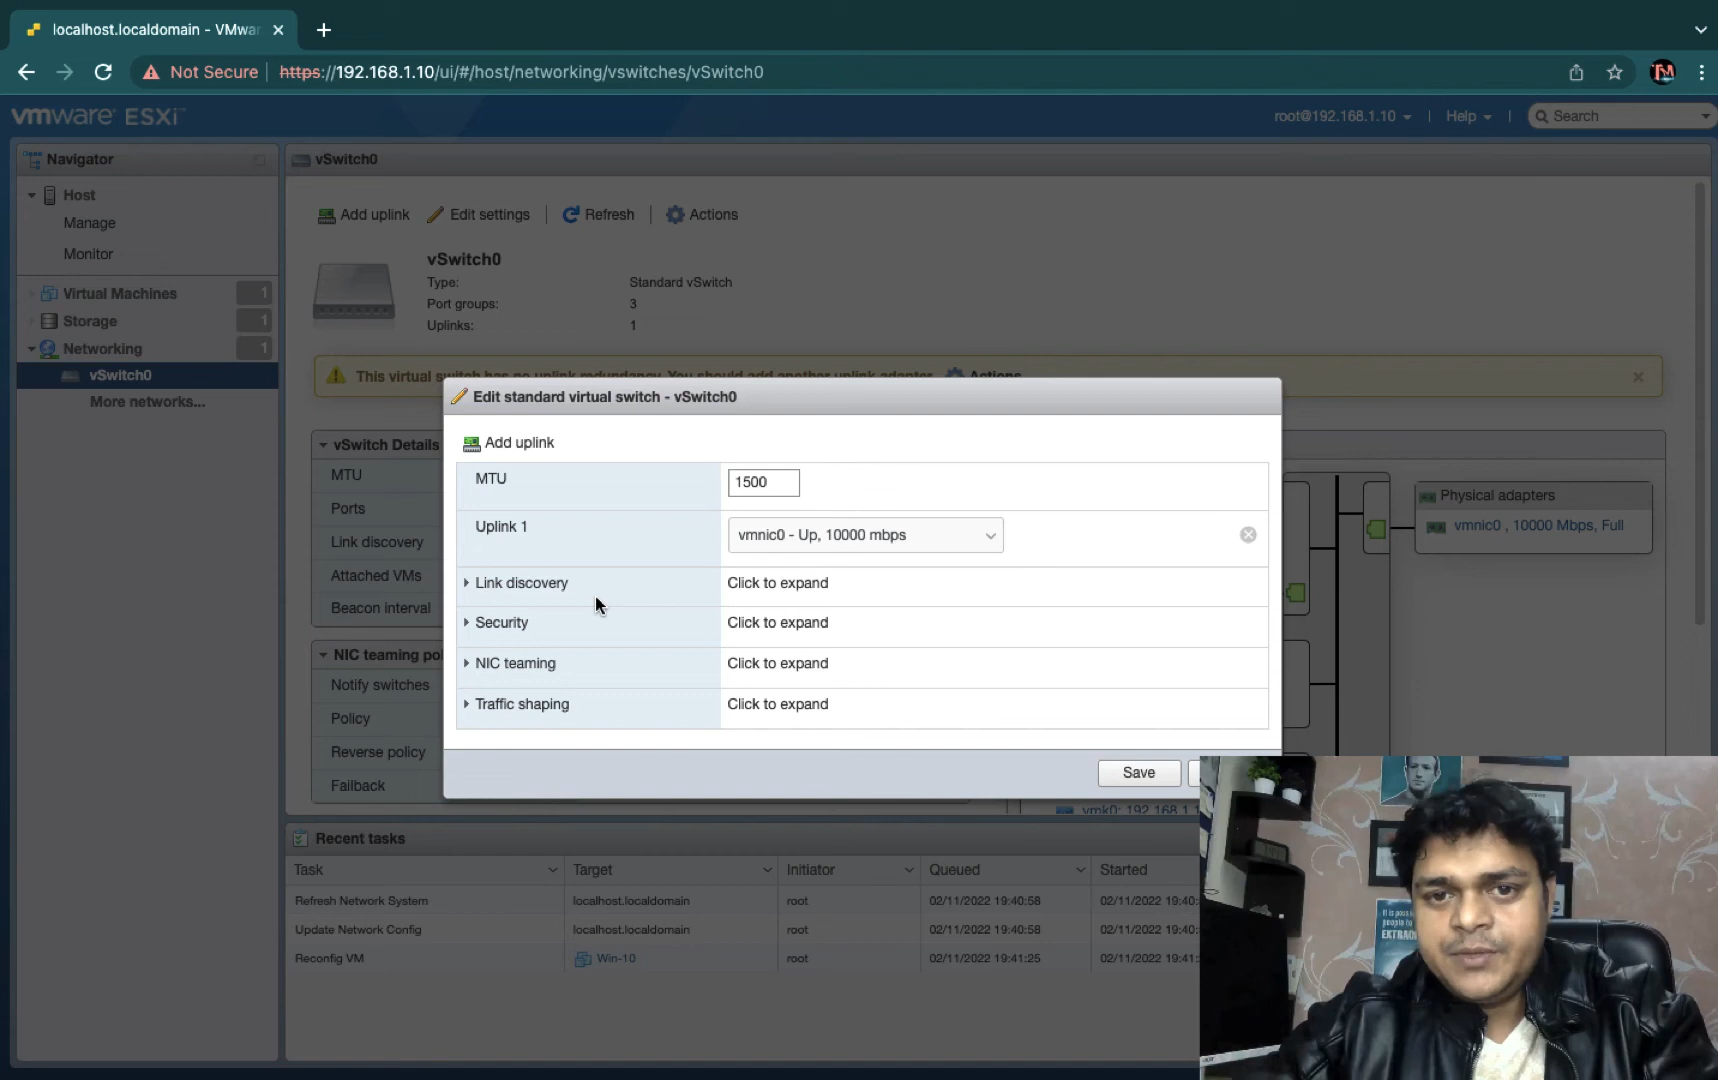 localhost.localdomain - VMwar
Not Secure
https://192.168.1.10/ui/#/host/networking/vswitches/vSwitch0
vmware ESXi
root@192.168.1.10
Help
Search
Navigator
Host
Manage
Monitor
Virtual Machines 1
Storage 1
Networking 1
vSwitch0
More networks...
vSwitch0
Add uplink
Edit settings
Refresh
Actions
vSwitch0
Type: Standard vSwitch
Port groups: 3
Uplinks: 1
This virtual switch has no uplink redundancy. You should add another uplink adapter. Actions
vSwitch Details
MTU
Ports
Link discovery
Attached VMs
Beacon interval
NIC teaming
Notify switches
Policy
Reverse policy
Failback
Edit standard virtual switch - vSwitch0
Add uplink
MTU 1500
Uplink 1 vmnic0 - Up, 10000 mbps
Link discovery Click to expand
Security Click to expand
NIC teaming Click to expand
Traffic shaping Click to expand
Save
Physical adapters
vmnic0 , 10000 Mbps, Full
vmk0: 192.168.1.1
Recent tasks
Task Target Initiator Queued Started
Refresh Network System localhost.localdomain root 02/11/2022 19:40:58 02/11/2022 19:40:
Update Network Config localhost.localdomain root 02/11/2022 19:40:58 02/11/2022 19:40:
Reconfig VM Win-10 root 02/11/2022 19:41:25 02/11/2022 19:41:
people to